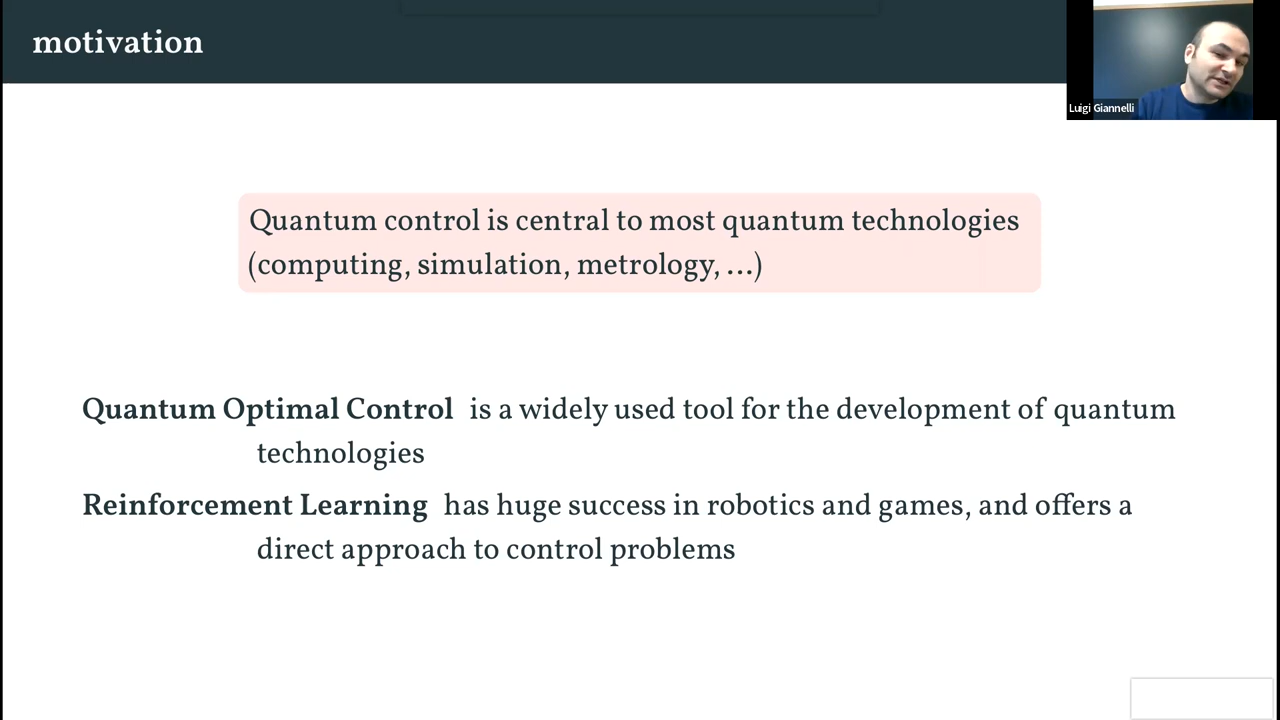 motivation
Luigi Giannelli
Quantum control is central to most quantum technologies
(computing, simulation, metrology, …)
Quantum Optimal Control is a widely used tool for the development of quantum
technologies
Reinforcement Learning has huge success in robotics and games, and offers a
direct approach to control problems